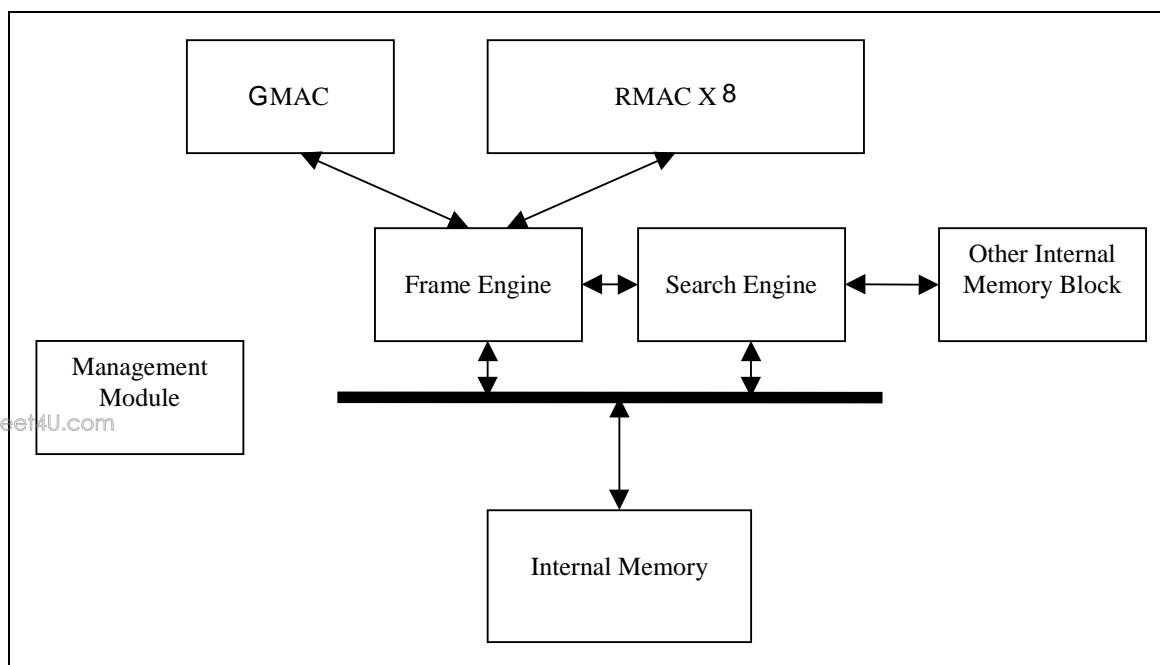 GMAC
RMAC X 8
Frame Engine
Search Engine
Other Internal
Memory Block
Management
Module
eet4U.com
Internal Memory